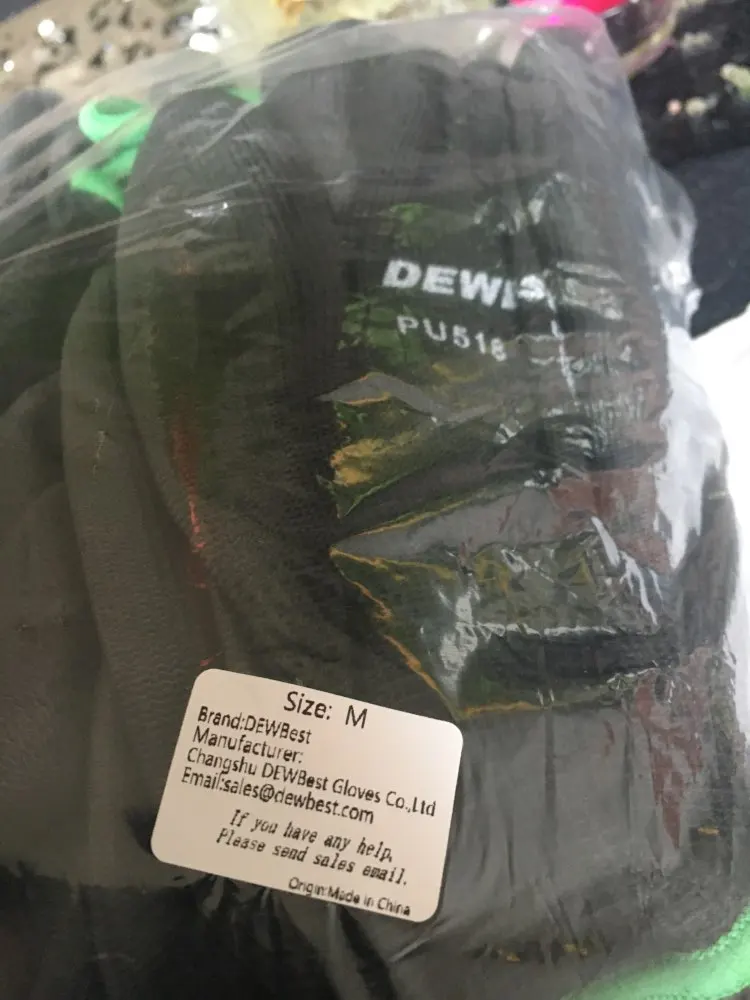 PU518
Size: M
Brand:DEWBest
Manufacturer:
Changshu DEWBest Gloves Co.,Ltd
Email:sales@dewbest.com
If you have any help,
Please send sales email.
Origin:Made in China